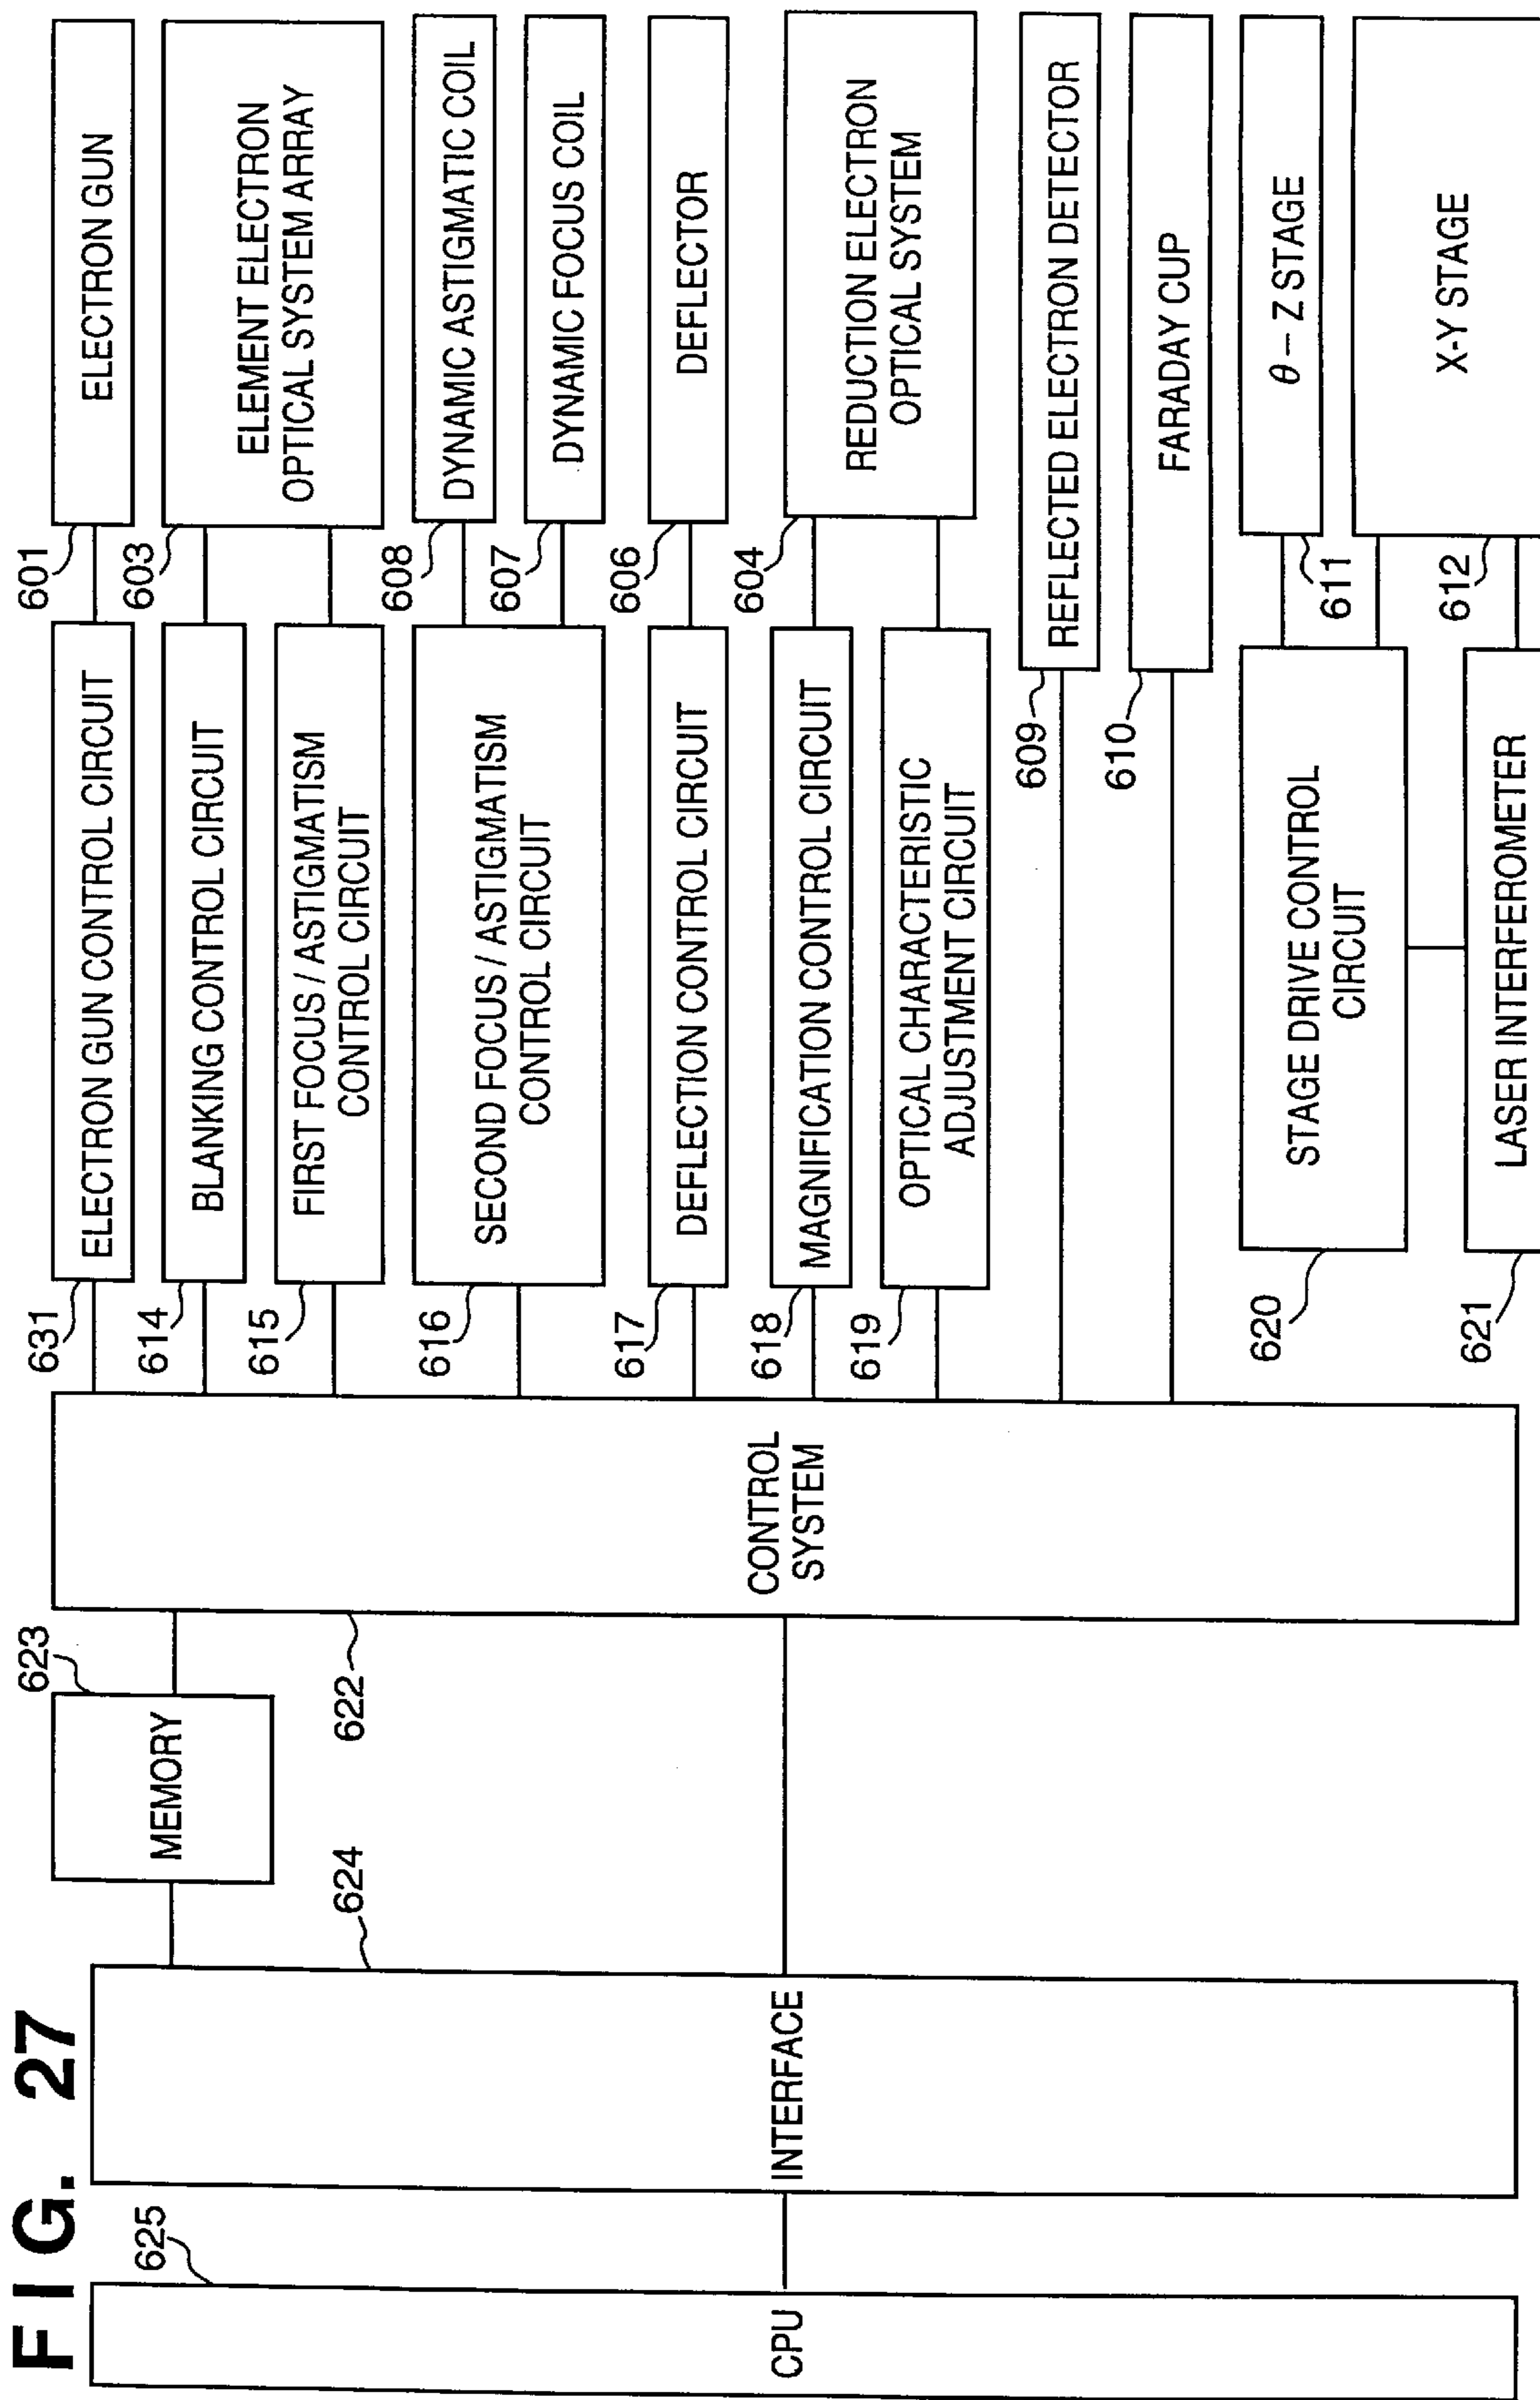 FIG. 27
625
CPU
INTERFACE
624
MEMORY
623
622
CONTROL
SYSTEM
631
ELECTRON GUN CONTROL CIRCUIT
614
BLANKING CONTROL CIRCUIT
615
FIRST FOCUS / ASTIGMATISM
CONTROL CIRCUIT
616
SECOND FOCUS / ASTIGMATISM
CONTROL CIRCUIT
617
DEFLECTION CONTROL CIRCUIT
618
MAGNIFICATION CONTROL CIRCUIT
619
OPTICAL CHARACTERISTIC
ADJUSTMENT CIRCUIT
620
STAGE DRIVE CONTROL
CIRCUIT
621
LASER INTERFEROMETER
601
ELECTRON GUN
603
ELEMENT ELECTRON
OPTICAL SYSTEM ARRAY
608
DYNAMIC ASTIGMATIC COIL
607
DYNAMIC FOCUS COIL
606
DEFLECTOR
604
REDUCTION ELECTRON
OPTICAL SYSTEM
609
REFLECTED ELECTRON DETECTOR
610
FARADAY CUP
611
θ – Z STAGE
612
X-Y STAGE